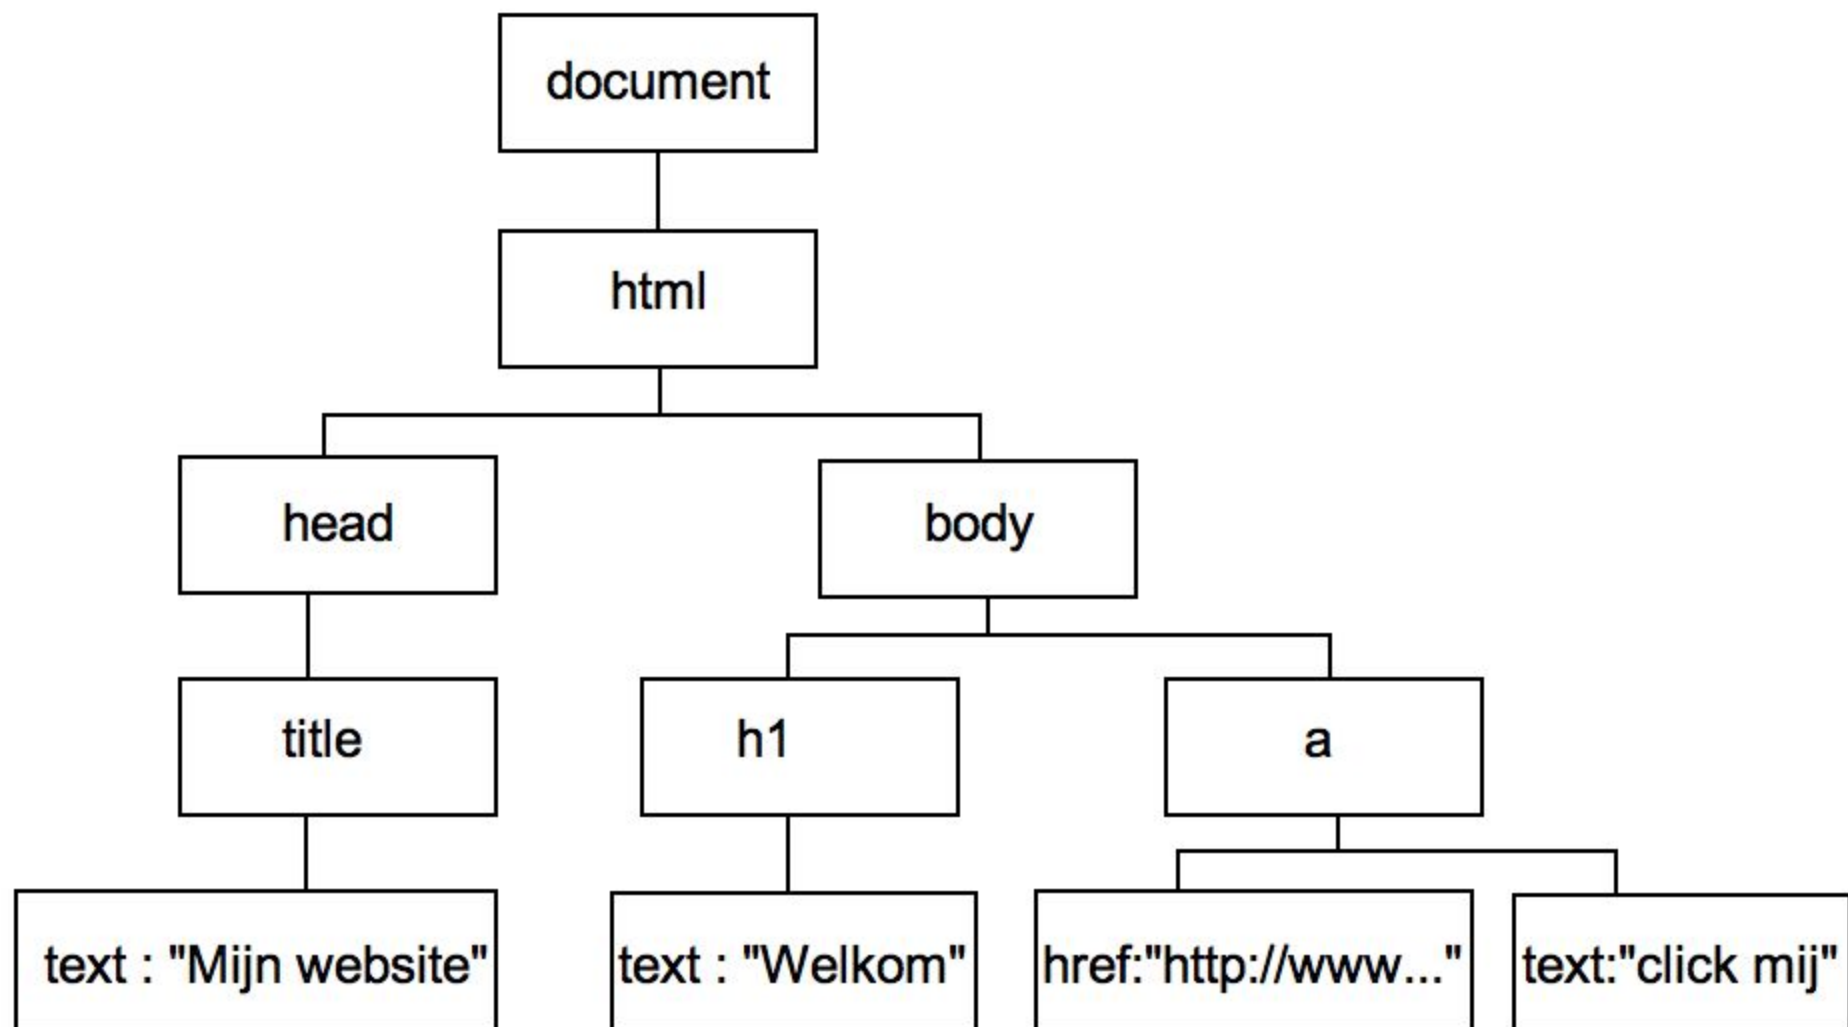 document
html
head
body
title
h1
a
text : "Mijn website"
text : "Welkom"
href:"http://www..."
text:"click mij"